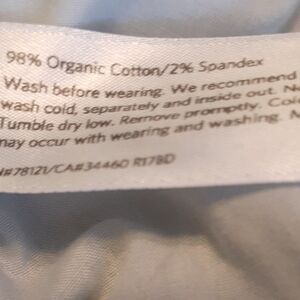 98% Organic Cotton/2% Spandex
Wash before wearing. We recommend
wash cold, separately and inside out.
Tumble dry low. Remove promptly.
may occur with wearing and washing.
#78121/CA#34460 R17BD